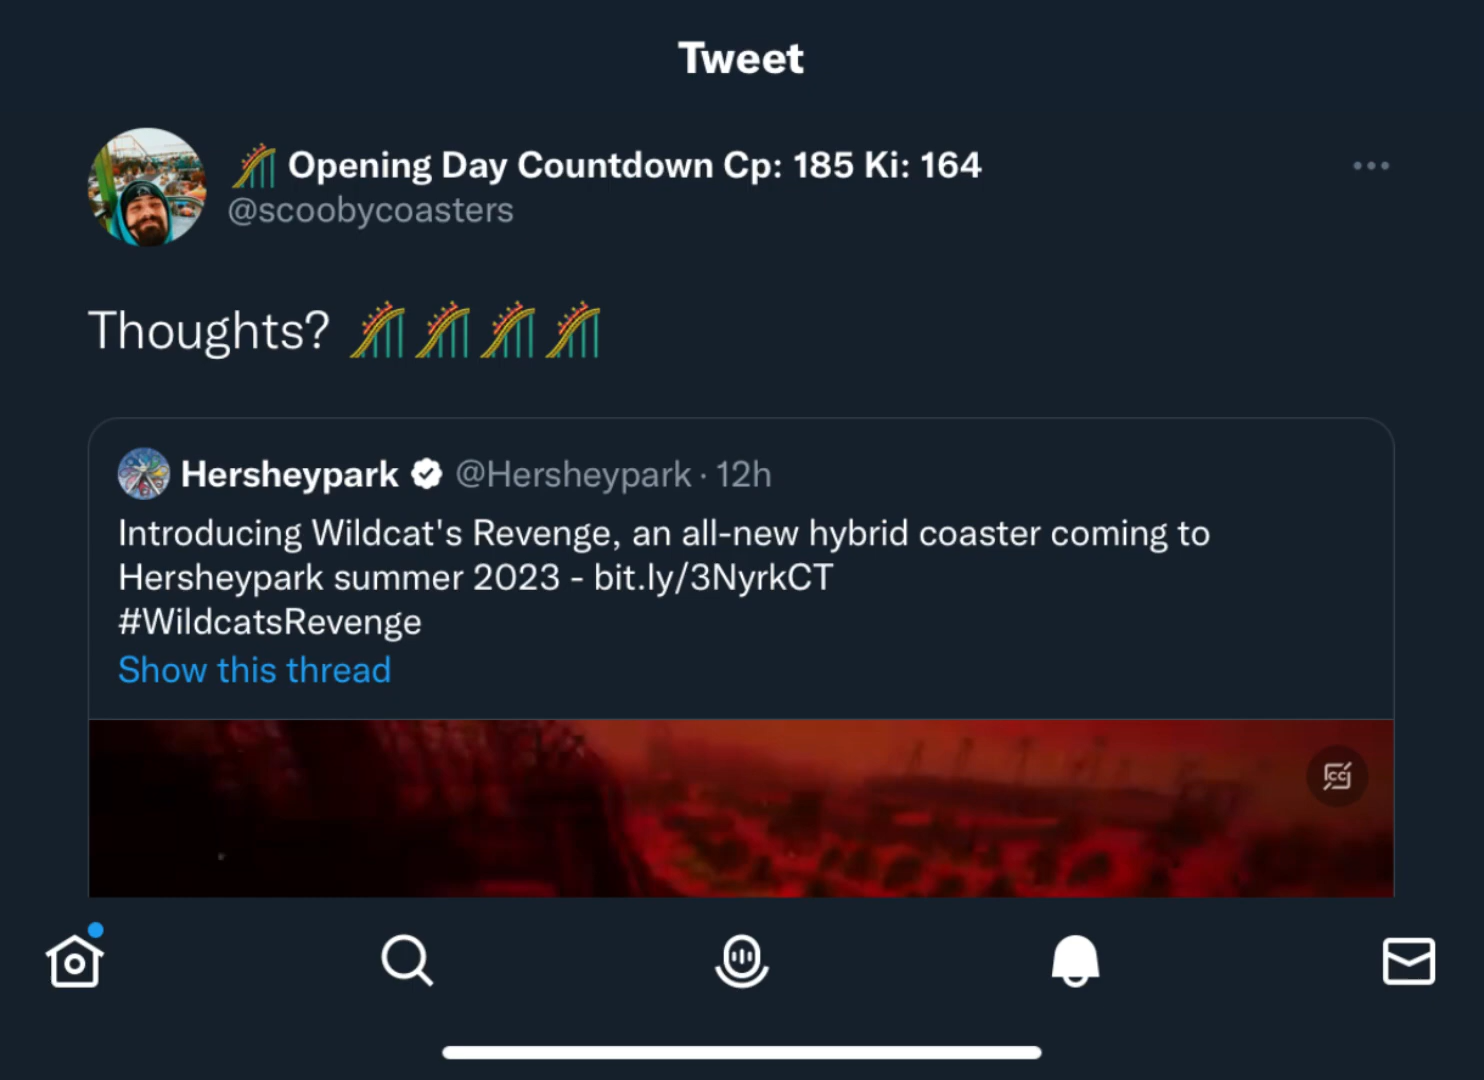 Tweet
🎢 Opening Day Countdown Cp: 185 Ki: 164
@scoobycoasters
Thoughts? 🎢🎢🎢🎢
Hersheypark @Hersheypark · 12h
Introducing Wildcat's Revenge, an all-new hybrid coaster coming to
Hersheypark summer 2023 - bit.ly/3NyrkCT
#WildcatsRevenge
Show this thread
CC